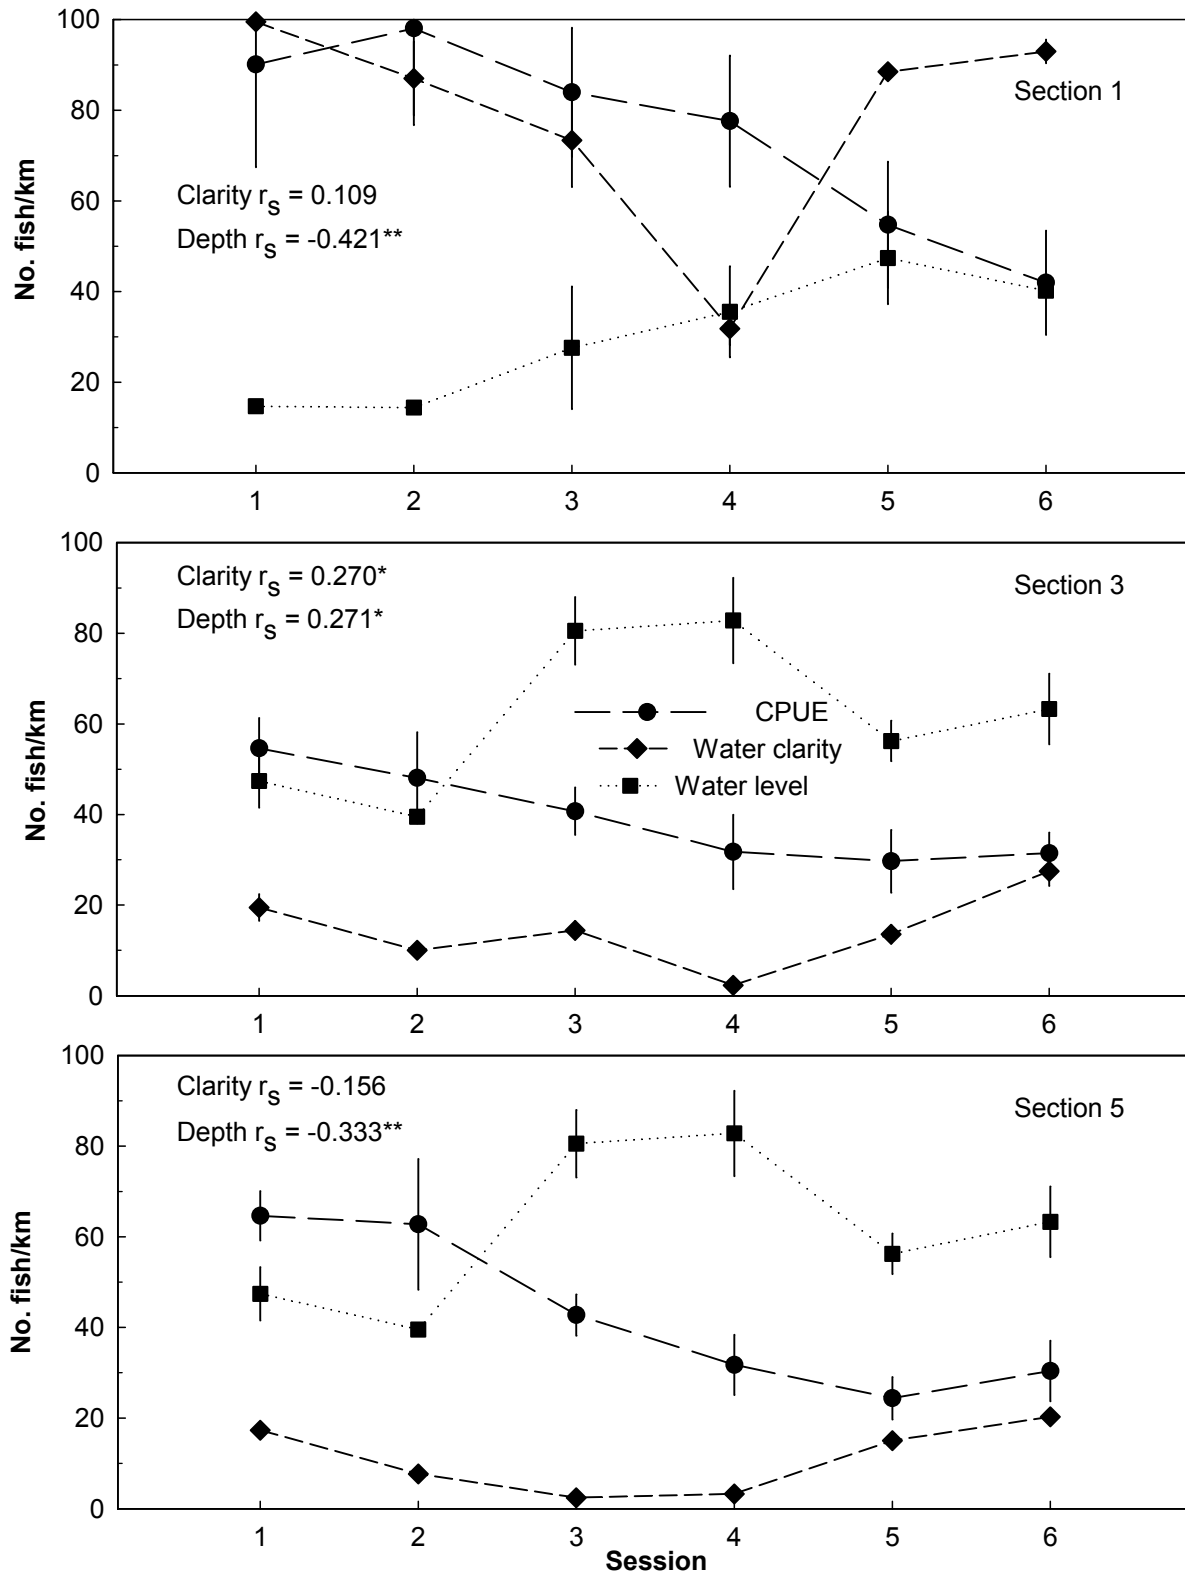 100
80
60
40
20
0
No. fish/km
Section 1
Clarity rs = 0.109
Depth rs = -0.421**
1 2 3 4 5 6
100
80
60
40
20
0
No. fish/km
Clarity rs = 0.270*
Depth rs = 0.271*
Section 3
CPUE
Water clarity
Water level
1 2 3 4 5 6
100
80
60
40
20
0
No. fish/km
Clarity rs = -0.156
Depth rs = -0.333**
Section 5
1 2 3 4 5 6
Session